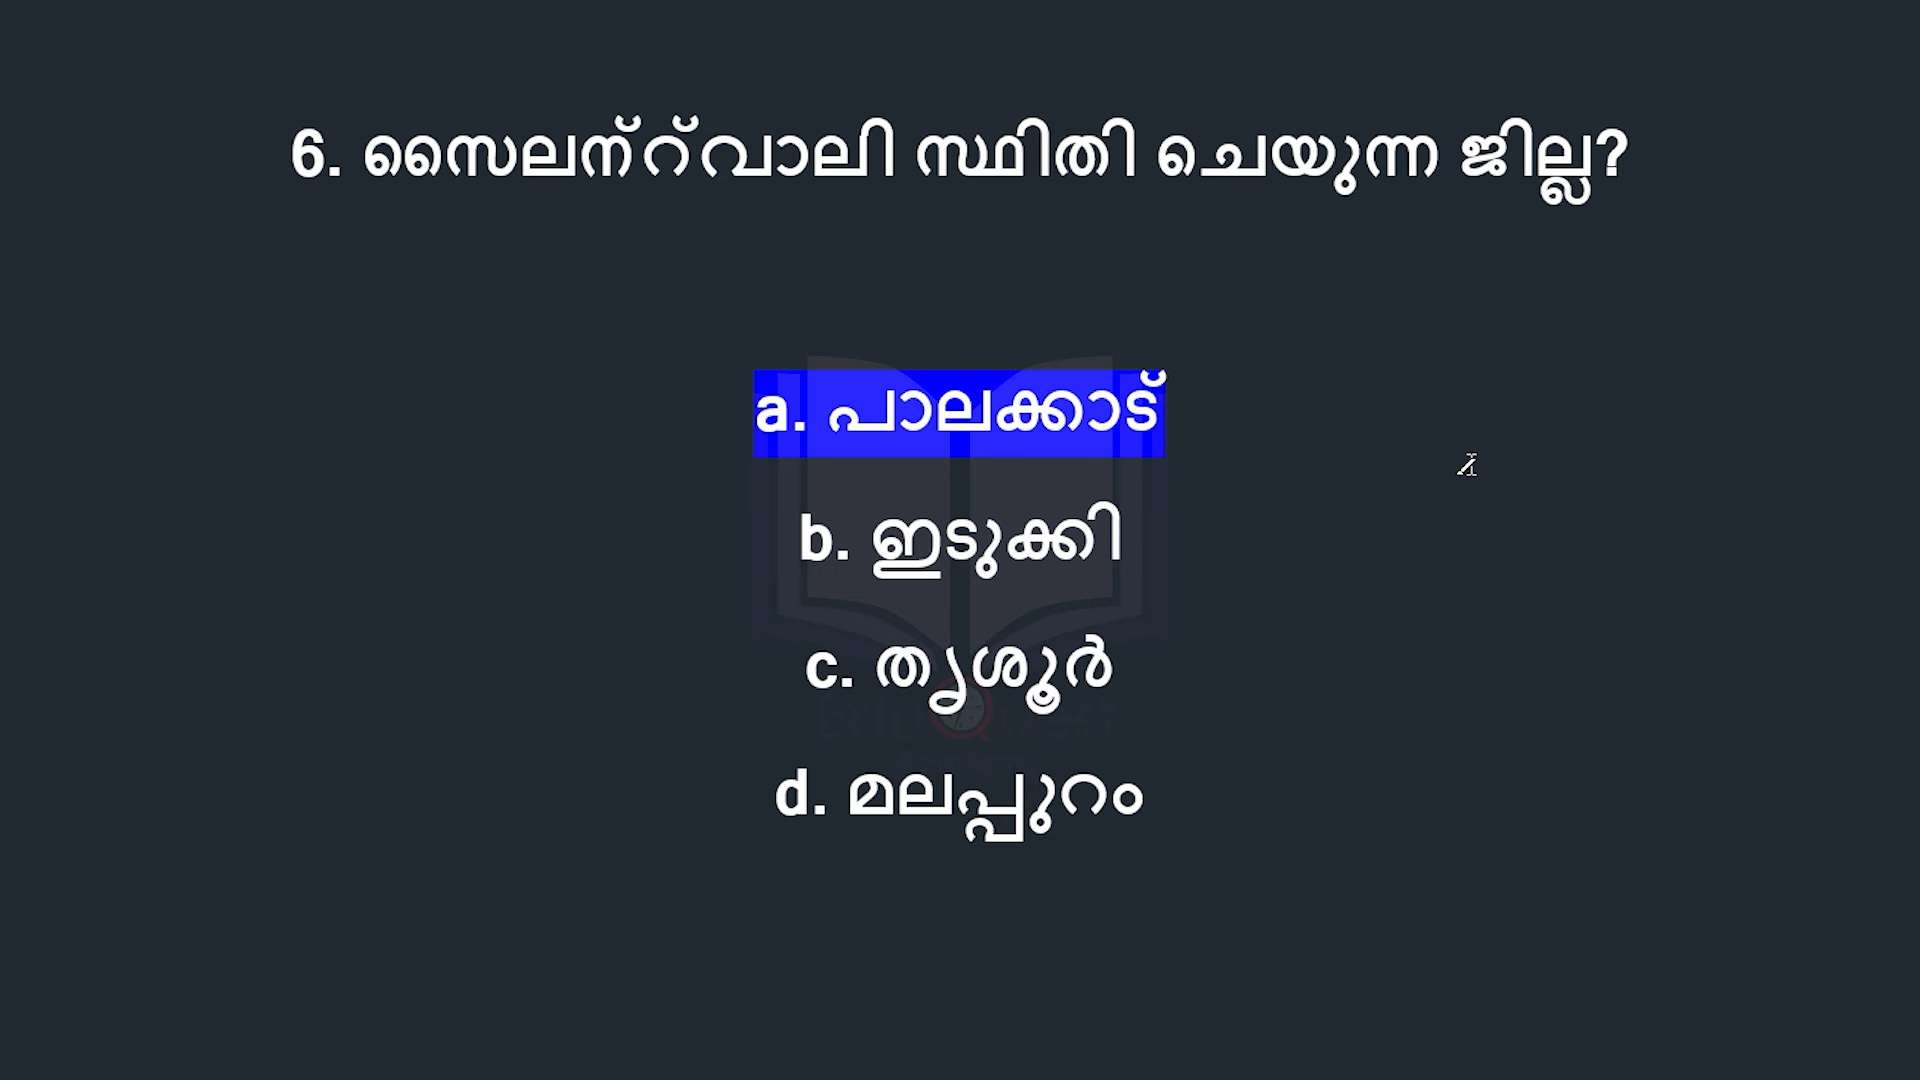 6. സൈലന്റ്‌വാലി സ്ഥിതി ചെയുന്ന ജില്ല?
a. പാലക്കാട്
b. ഇടുക്കി
c. തൃശൂർ
d. മലപ്പുറം